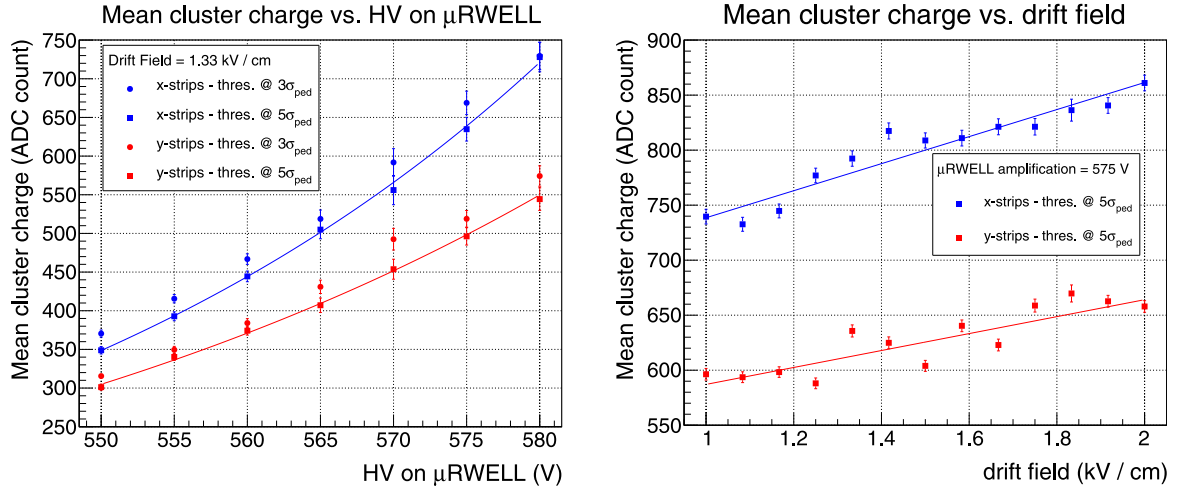 Mean cluster charge vs. HV on μRWELL
Mean cluster charge (ADC count)
750
700
650
600
550
500
450
400
350
300
250
Drift Field = 1.33 kV / cm
x-strips - thres. @ 3σped
x-strips - thres. @ 5σped
y-strips - thres. @ 3σped
y-strips - thres. @ 5σped
550 555 560 565 570 575 580
HV on μRWELL (V)
Mean cluster charge vs. drift field
Mean cluster charge (ADC count)
900
850
800
750
700
650
600
550
μRWELL amplification = 575 V
x-strips - thres. @ 5σped
y-strips - thres. @ 5σped
1 1.2 1.4 1.6 1.8 2
drift field (kV / cm)